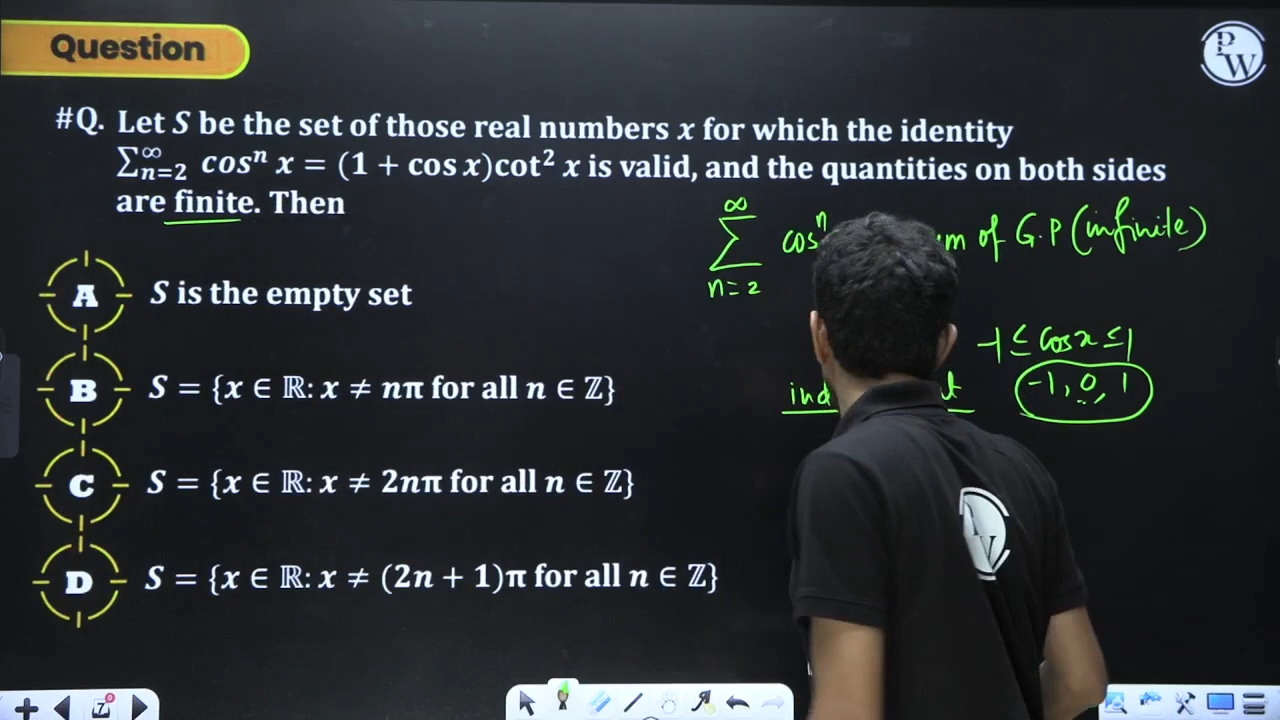 Question
PW
#Q. Let S be the set of those real numbers x for which the identity
∑ₙ₌₂^∞ cosⁿ x = (1 + cos x)cot² x is valid, and the quantities on both sides
are finite. Then
∞
∑ cosⁿ of G.P (infinite)
n=2
A S is the empty set
-1 ≤ cos x ≤ 1
B S = {x ∈ ℝ: x ≠ nπ for all n ∈ ℤ}
-1, 0, 1
C S = {x ∈ ℝ: x ≠ 2nπ for all n ∈ ℤ}
D S = {x ∈ ℝ: x ≠ (2n + 1)π for all n ∈ ℤ}